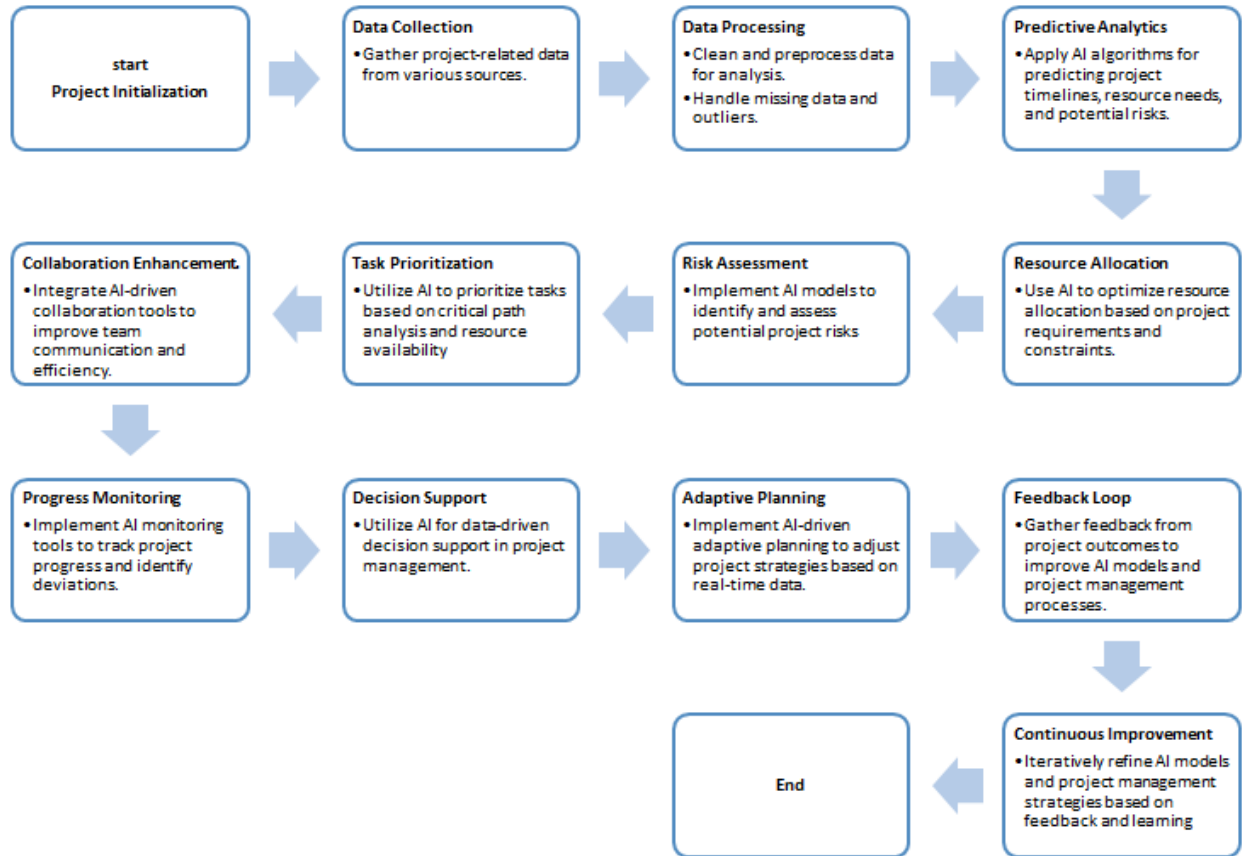 start
Project Initialization
Data Collection
•Gather project-related data
from various sources.
Data Processing
•Clean and preprocess data
for analysis.
•Handle missing data and
outliers.
Predictive Analytics
•Apply AI algorithms for
predicting project
timelines, resource needs,
and potential risks.
Resource Allocation
•Use AI to optimize resource
allocation based on project
requirements and
constraints.
Risk Assessment
•Implement AI models to
identify and assess
potential project risks
Task Prioritization
•Utilize AI to prioritize tasks
based on critical path
analysis and resource
availability
Collaboration Enhancement.
•Integrate AI-driven
collaboration tools to
improve team
communication and
efficiency.
Progress Monitoring
•Implement AI monitoring
tools to track project
progress and identify
deviations.
Decision Support
•Utilize AI for data-driven
decision support in project
management.
Adaptive Planning
•Implement AI-driven
adaptive planning to adjust
project strategies based on
real-time data.
Feedback Loop
•Gather feedback from
project outcomes to
improve AI models and
project management
processes.
Continuous Improvement
•Iteratively refine AI models
and project management
strategies based on
feedback and learning
End